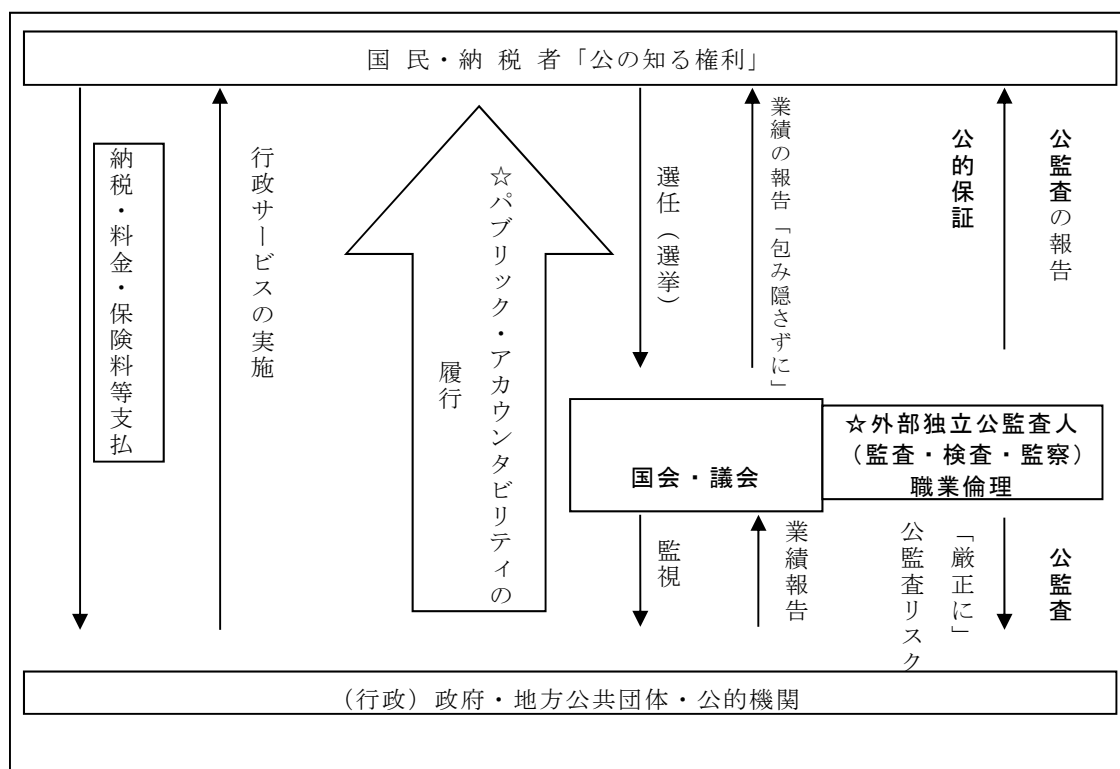 国 民・納 税 者「公の知る権利」
納税・料金・保険料等支払
行政サービスの実施
☆パブリック・アカウンタビリティの
履行
選任（選挙）
業績の報告「包み隠さずに」
公的保証
公監査の報告
国会・議会
☆外部独立公監査人
（監査・検査・監察）
職業倫理
監視
業績報告
公監査リスク
「厳正に」
公監査
（行政）政府・地方公共団体・公的機関